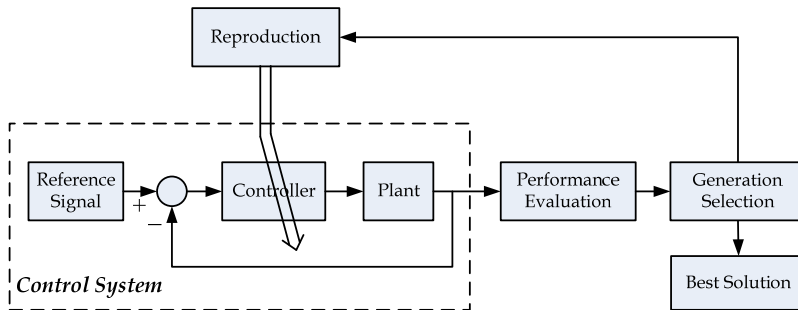 Reproduction
Reference
Signal
+
−
Controller
Plant
Performance
Evaluation
Generation
Selection
Best Solution
Control System